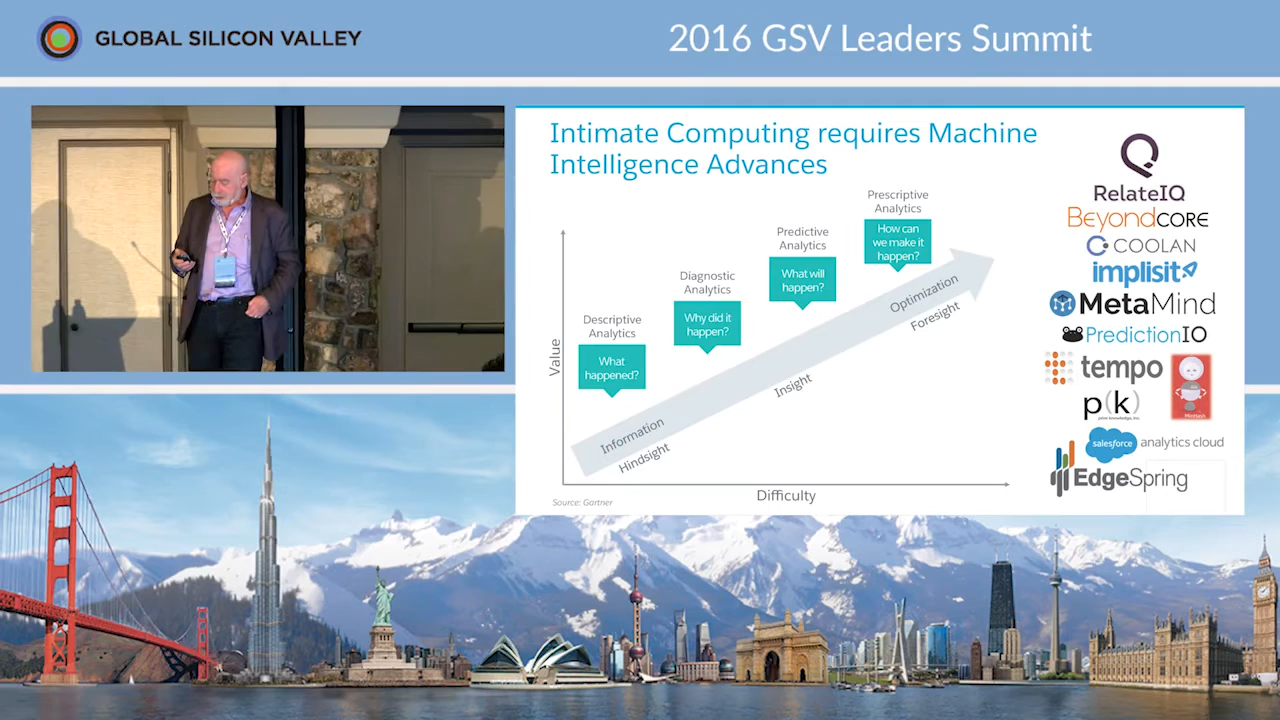 GLOBAL SILICON VALLEY
2016 GSV Leaders Summit
Intimate Computing requires Machine
Intelligence Advances
Prescriptive
Analytics
How can
we make it
happen?
Predictive
Analytics
What will
happen?
Diagnostic
Analytics
Why did it
happen?
Descriptive
Analytics
What
happened?
Value
Information
Hindsight
Insight
Optimization
Foresight
Difficulty
Source: Gartner
RelateIQ
BEYONDCORE
COOLAN
implisit
MetaMind
PredictionIO
tempo
p(k)
MinHash
salesforce analytics cloud
EdgeSpring